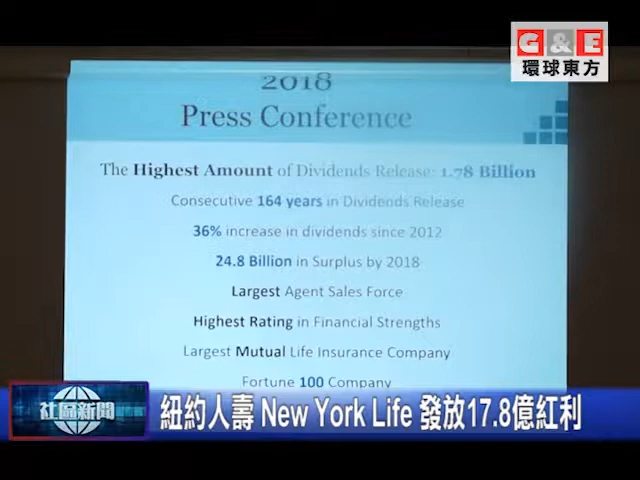 G&E
環球東方
2018
Press Conference
The Highest Amount of Dividends Release: 1.78 Billion
Consecutive 164 years in Dividends Release
36% increase in dividends since 2012
24.8 Billion in Surplus by 2018
Largest Agent Sales Force
Highest Rating in Financial Strengths
Largest Mutual Life Insurance Company
Fortune 100 Company
社區新聞
紐約人壽 New York Life 發放17.8億紅利